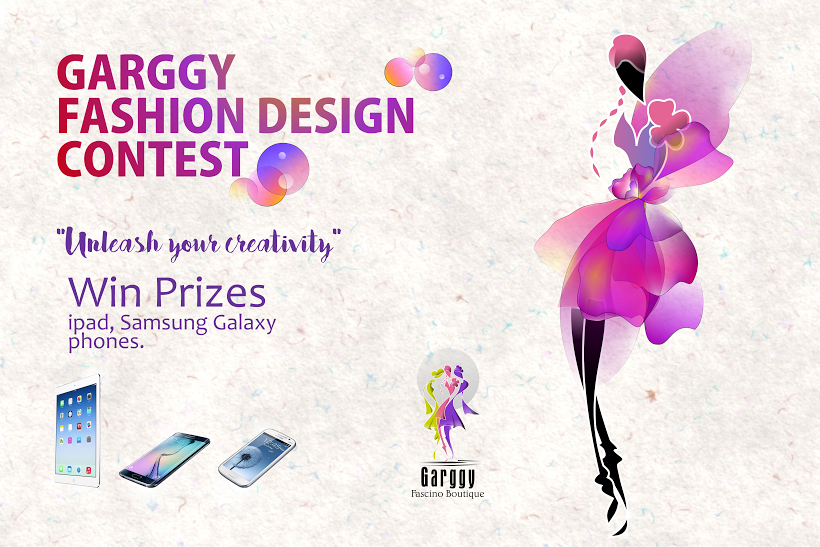 GARGGY
FASHION DESIGN
CONTEST
"Unleash your creativity"
Win Prizes
ipad, Samsung Galaxy
phones.
Garggy
Fascino Boutique